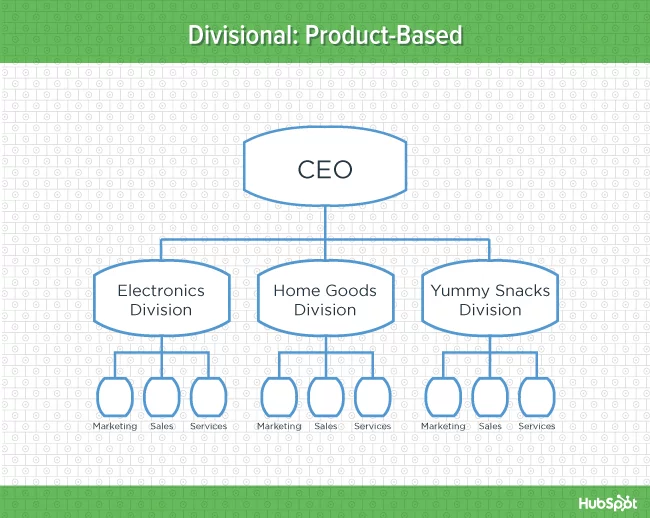 Divisional: Product-Based
CEO
Electronics
Division
Home Goods
Division
Yummy Snacks
Division
Marketing
Sales
Services
Marketing
Sales
Services
Marketing
Sales
Services
HubSpot